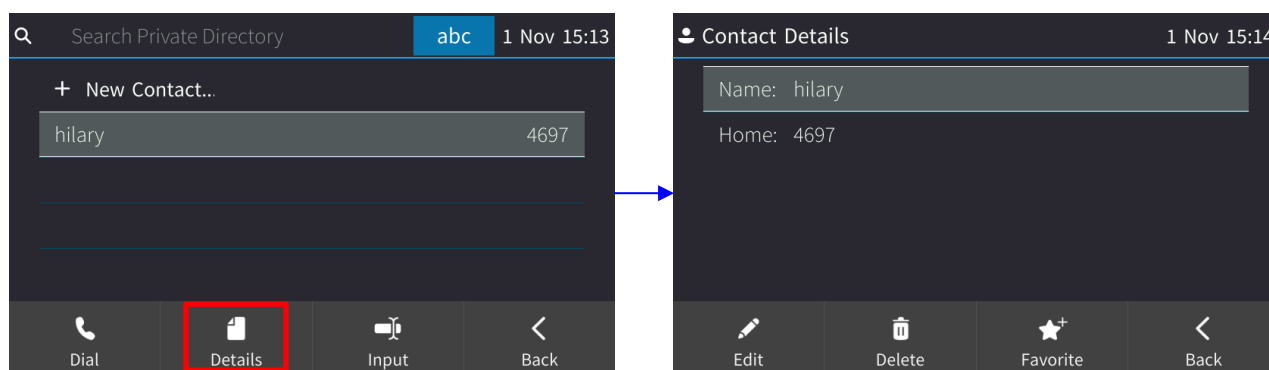 Search Private Directory abc 1 Nov 15:13
+ New Contact...
hilary 4697
Dial Details Input Back
Contact Details 1 Nov 15:14
Name: hilary
Home: 4697
Edit Delete Favorite Back